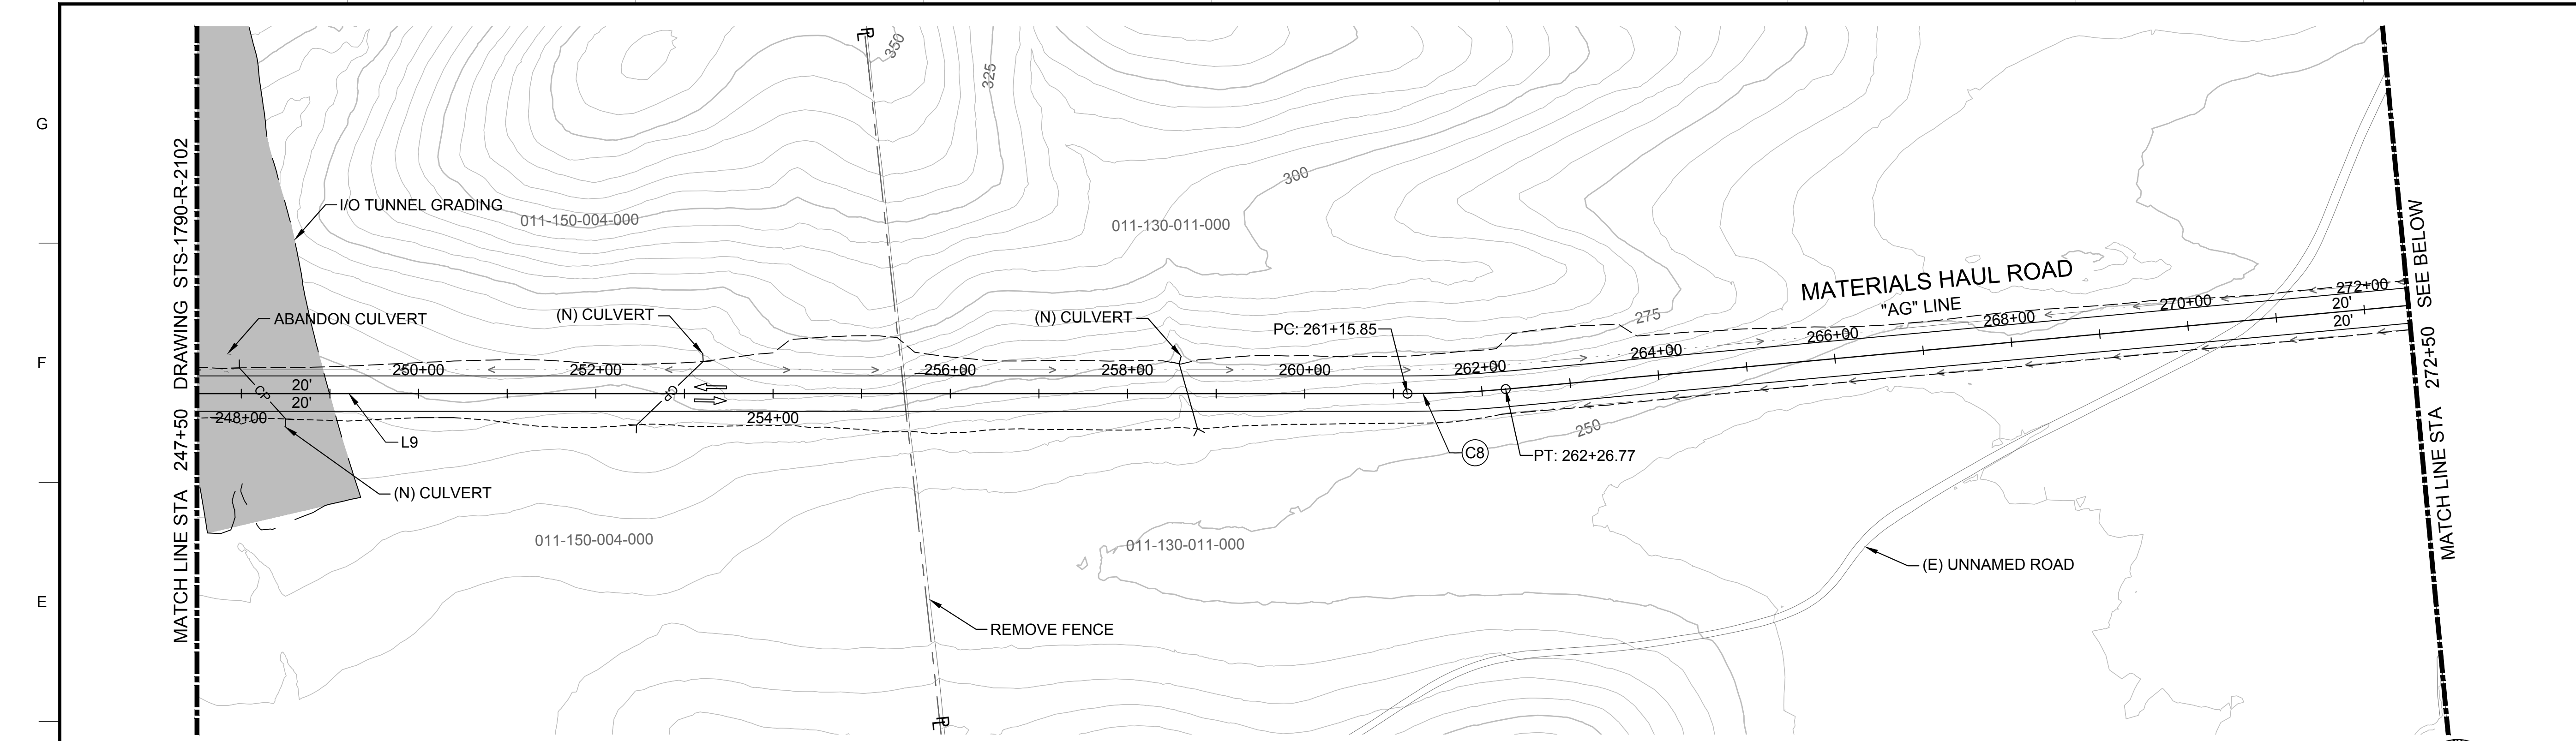 G
F
E
MATCH LINE STA 247+50 DRAWING STS-1790-R-2102
PL
350
325
300
275
250
I/O TUNNEL GRADING
011-150-004-000
011-130-011-000
ABANDON CULVERT
(N) CULVERT
(N) CULVERT
PC: 261+15.85
MATERIALS HAUL ROAD
"AG" LINE
248+00
250+00
252+00
254+00
256+00
258+00
260+00
262+00
264+00
266+00
268+00
270+00
272+00
20'
20'
20'
20'
CP
CP
L9
C8
PT: 262+26.77
(N) CULVERT
011-150-004-000
011-130-011-000
REMOVE FENCE
(E) UNNAMED ROAD
PL
MATCH LINE STA 272+50 SEE BELOW